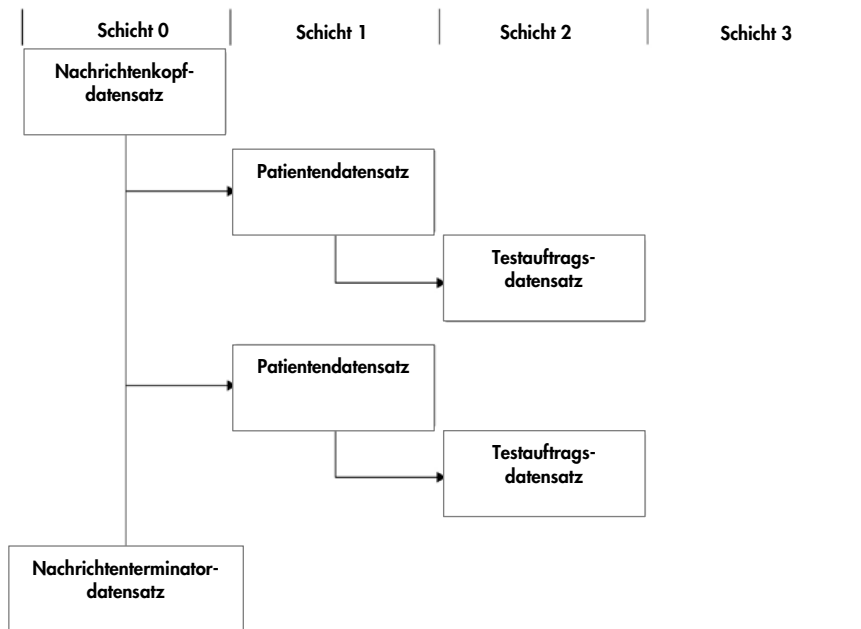 Schicht 0 Schicht 1 Schicht 2 Schicht 3
Nachrichtenkopf-
datensatz
Patientendatensatz
Testauftrags-
datensatz
Patientendatensatz
Testauftrags-
datensatz
Nachrichtenterminator-
datensatz